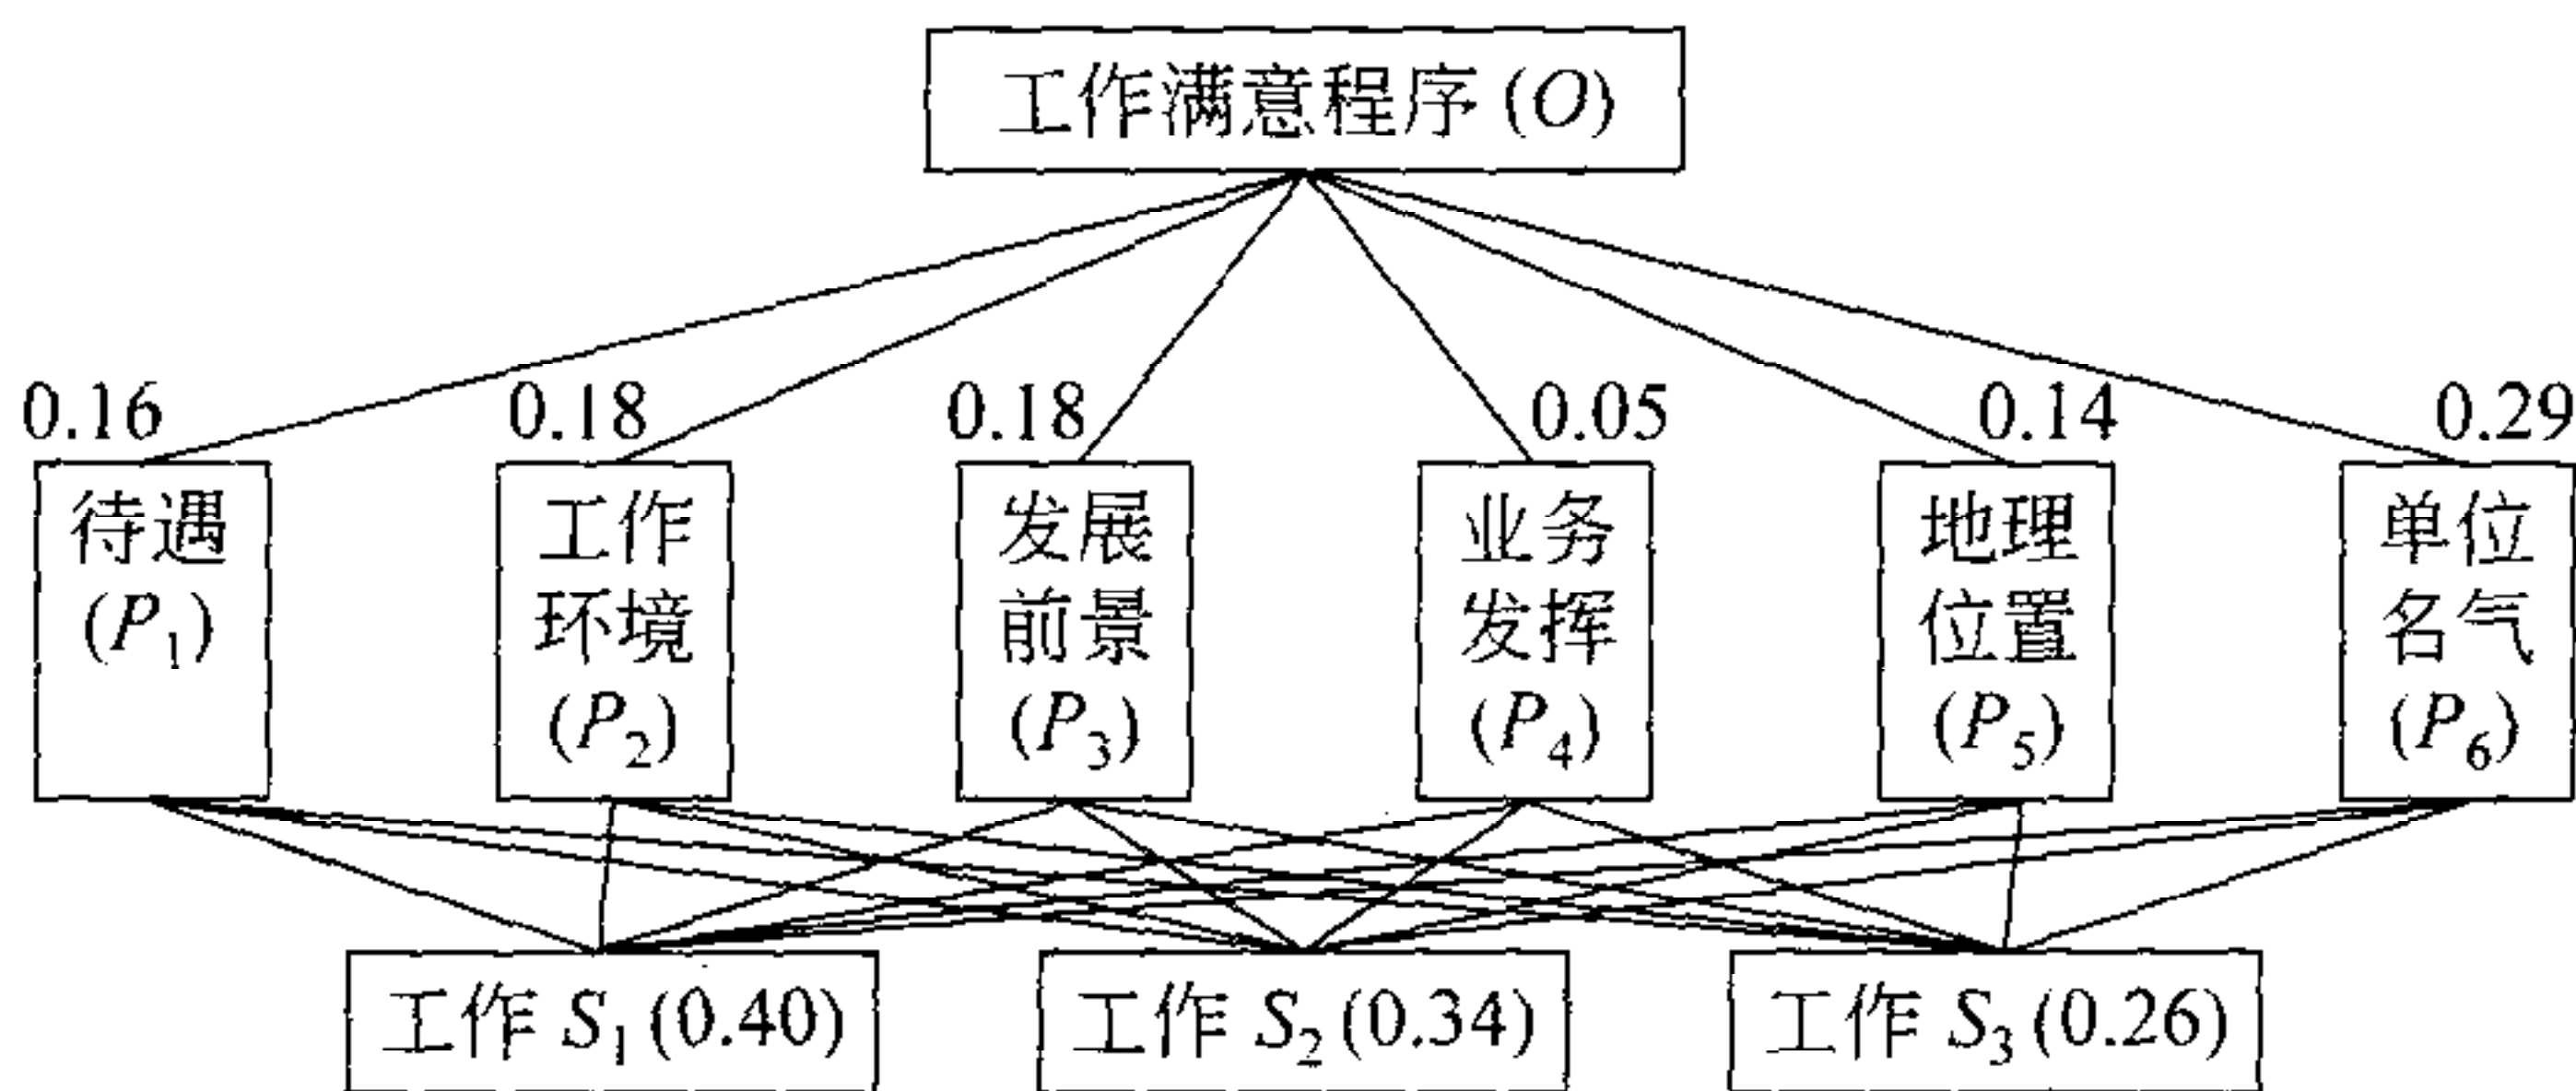 工作满意程序 (O)
0.16
0.18
0.18
0.05
0.14
0.29
待遇
(P₁)
工作
环境
(P₂)
发展
前景
(P₃)
业务
发挥
(P₄)
地理
位置
(P₅)
单位
名气
(P₆)
工作 S₁ (0.40)
工作 S₂ (0.34)
工作 S₃ (0.26)